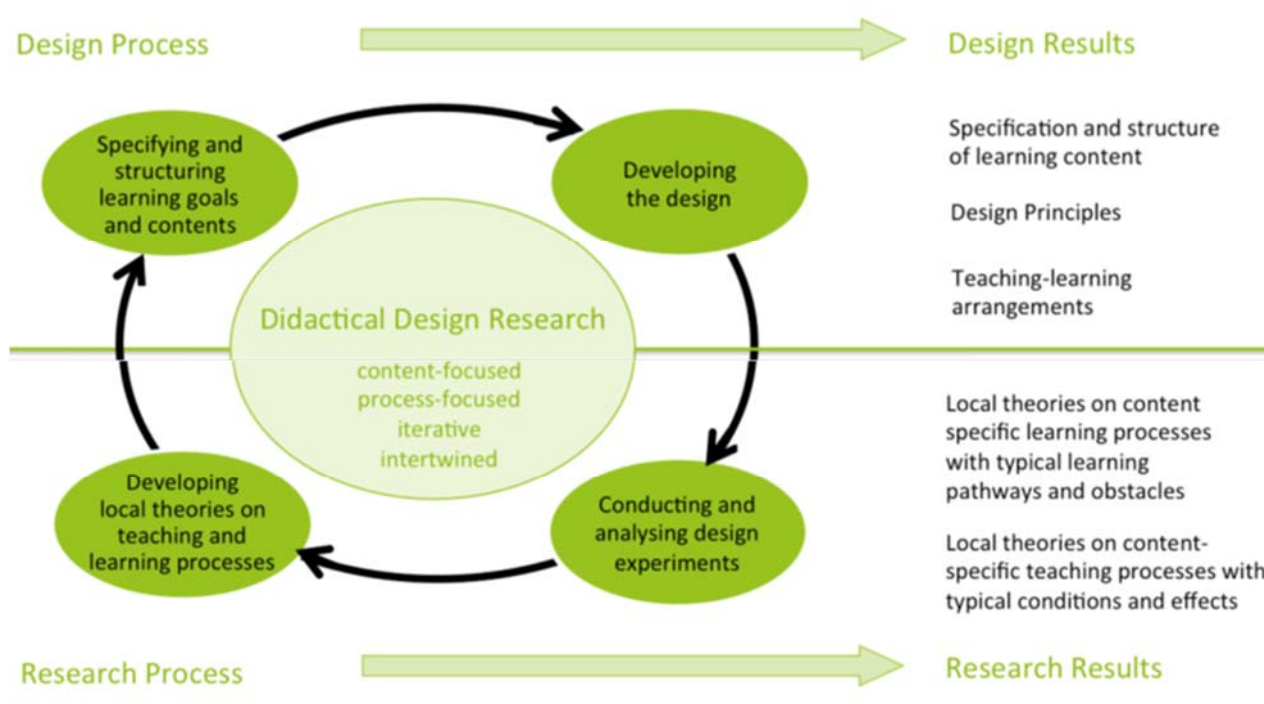 Design Process
Design Results
Specifying and
structuring
learning goals
and contents
Developing
the design
Specification and structure
of learning content
Design Principles
Teaching-learning
arrangements
Didactical Design Research
content-focused
process-focused
iterative
intertwined
Developing
local theories on
teaching and
learning processes
Conducting and
analysing design
experiments
Local theories on content
specific learning processes
with typical learning
pathways and obstacles
Local theories on content-
specific teaching processes with
typical conditions and effects
Research Process
Research Results